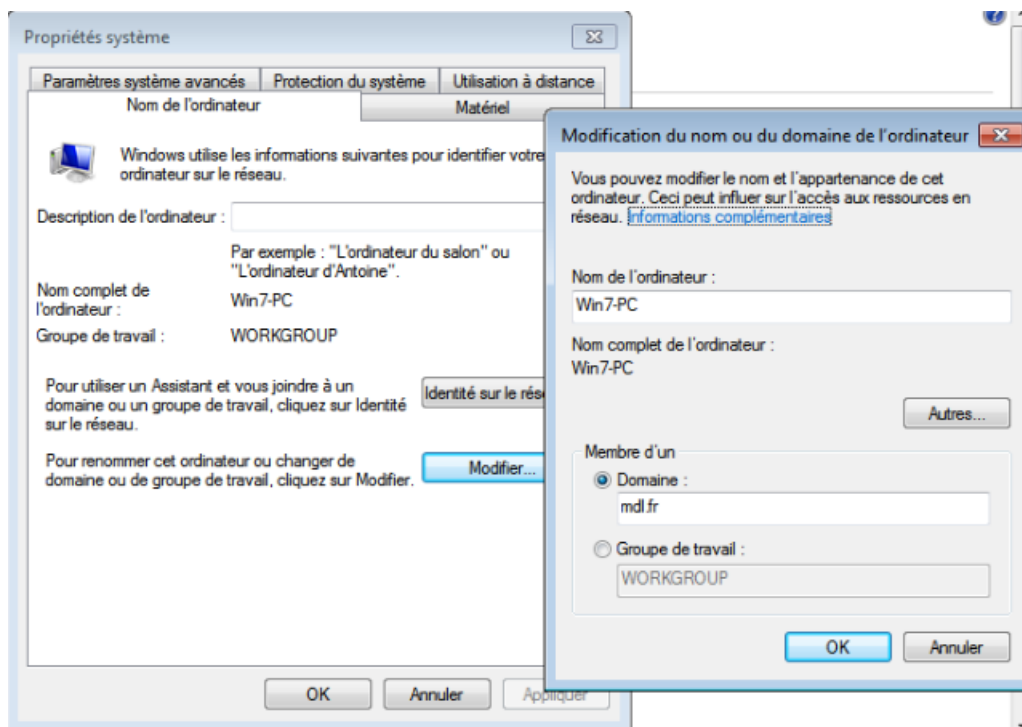 Propriétés système
Paramètres système avancés
Protection du système
Utilisation à distance
Nom de l'ordinateur
Matériel
Windows utilise les informations suivantes pour identifier votre
ordinateur sur le réseau.
Description de l'ordinateur :
Par exemple : "L'ordinateur du salon" ou
"L'ordinateur d'Antoine".
Nom complet de
l'ordinateur :
Win7-PC
Groupe de travail :
WORKGROUP
Pour utiliser un Assistant et vous joindre à un
domaine ou un groupe de travail, cliquez sur Identité
sur le réseau.
Identité sur le rés
Pour renommer cet ordinateur ou changer de
domaine ou de groupe de travail, cliquez sur Modifier.
Modifier...
OK
Annuler
Appliquer
Modification du nom ou du domaine de l'ordinateur
Vous pouvez modifier le nom et l'appartenance de cet
ordinateur. Ceci peut influer sur l'accès aux ressources en
réseau. Informations complémentaires
Nom de l'ordinateur :
Win7-PC
Nom complet de l'ordinateur :
Win7-PC
Autres...
Membre d'un
Domaine :
mdl.fr
Groupe de travail :
WORKGROUP
OK
Annuler